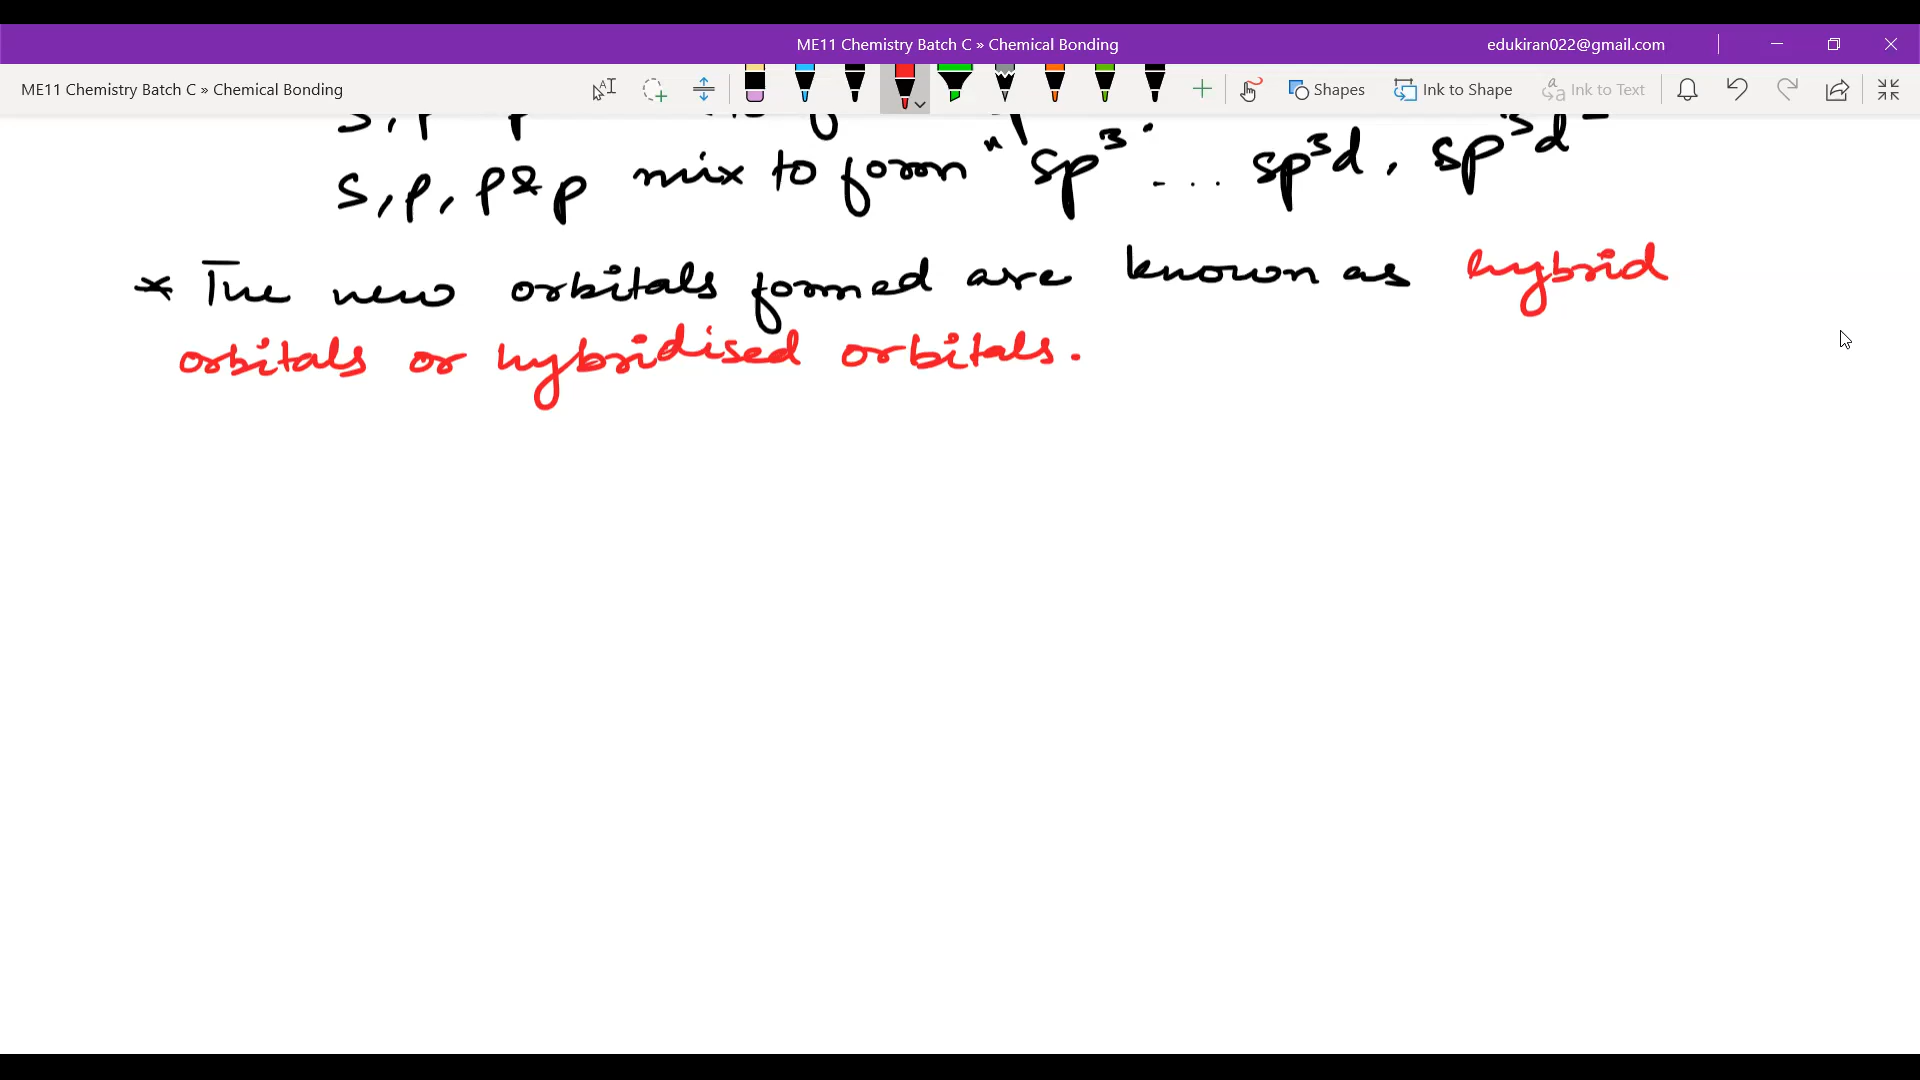 ME11 Chemistry Batch C » Chemical Bonding
edukiran022@gmail.com
ME11 Chemistry Batch C » Chemical Bonding
Shapes
Ink to Shape
Ink to Text
s, p, p & p mix to form "sp³" ... sp³d, sp³d²
* The new orbitals formed are known as hybrid
orbitals or hybridised orbitals.